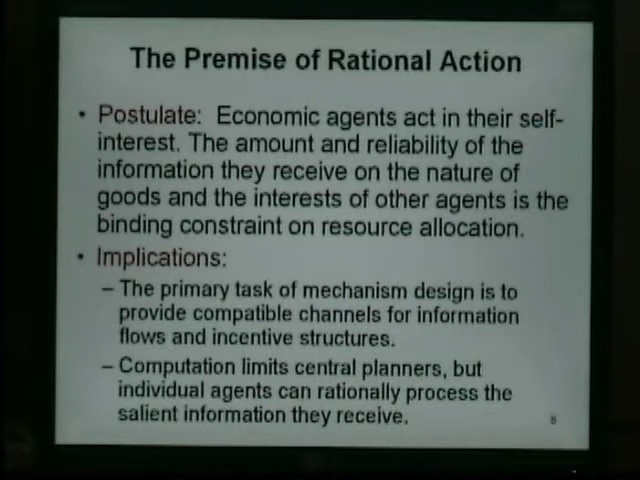 The Premise of Rational Action
• Postulate: Economic agents act in their self-
interest. The amount and reliability of the
information they receive on the nature of
goods and the interests of other agents is the
binding constraint on resource allocation.
• Implications:
– The primary task of mechanism design is to
provide compatible channels for information
flows and incentive structures.
– Computation limits central planners, but
individual agents can rationally process the
salient information they receive.